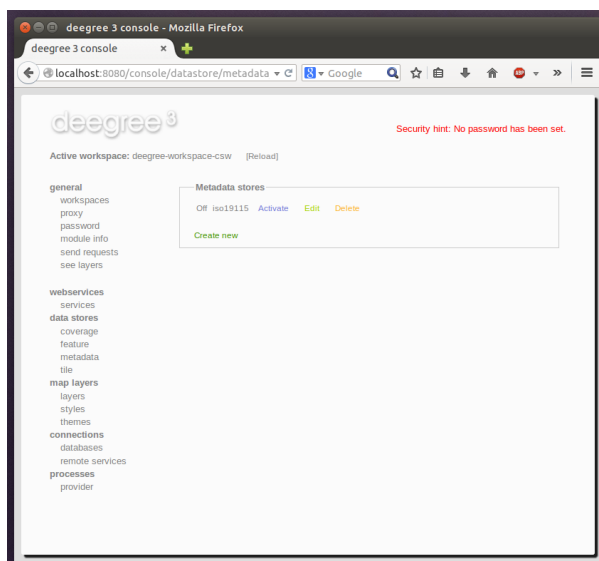 deegree 3 console - Mozilla Firefox
deegree 3 console ×
localhost:8080/console/datastore/metadata Google
deegree 3
Security hint: No password has been set.
Active workspace: deegree-workspace-csw [Reload]
general
workspaces
proxy
password
module info
send requests
see layers
webservices
services
data stores
coverage
feature
metadata
tile
map layers
layers
styles
themes
connections
databases
remote services
processes
provider
Metadata stores
Off iso19115 Activate Edit Delete
Create new